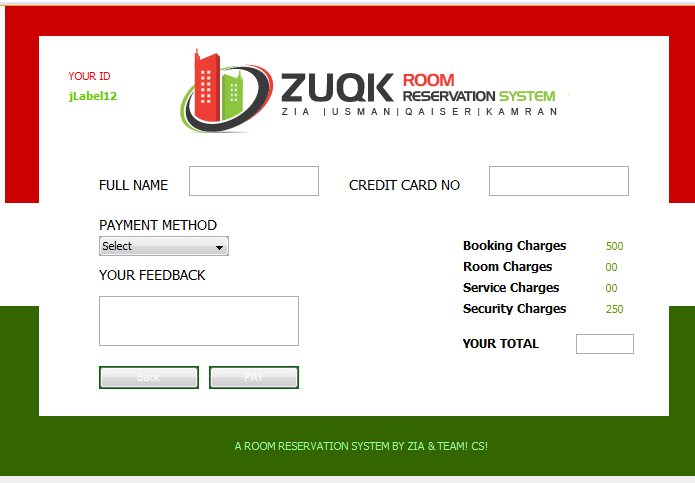 YOUR ID
jLabel12
ZUQK ROOM
RESERVATION SYSTEM
ZIA |USMAN|QAISER|KAMRAN
FULL NAME
CREDIT CARD NO
PAYMENT METHOD
Select
YOUR FEEDBACK
Booking Charges 500
Room Charges 00
Service Charges 00
Security Charges 250
YOUR TOTAL
Back
PAY
A ROOM RESERVATION SYSTEM BY ZIA & TEAM! CS!